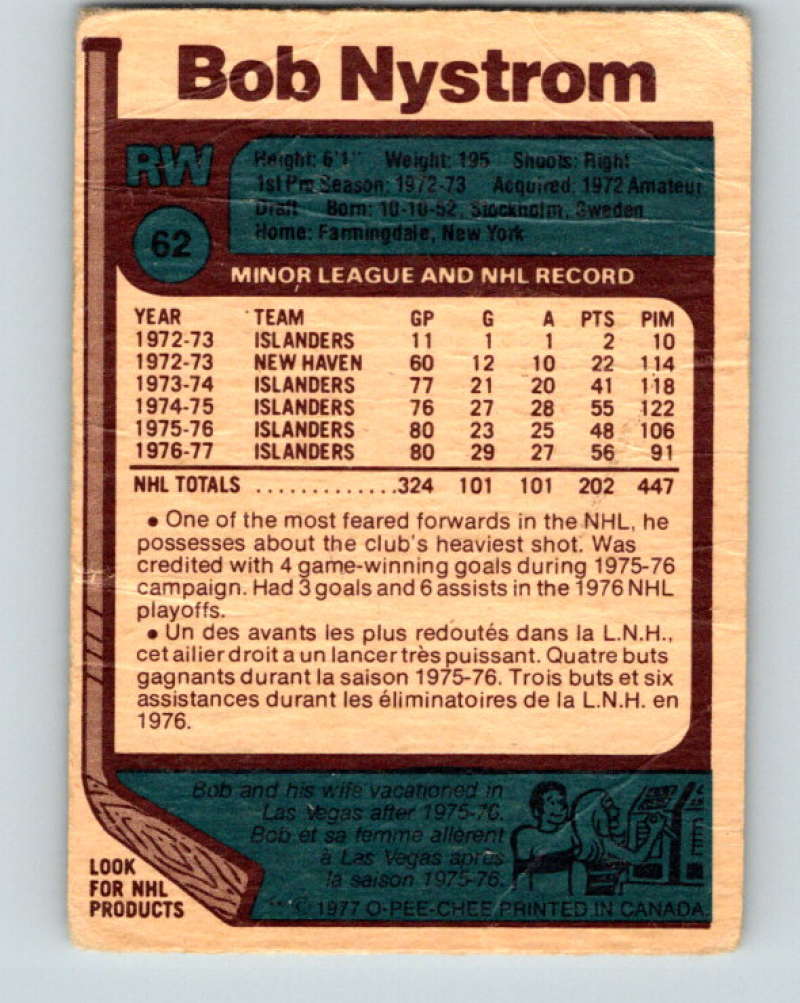 Bob Nystrom
RW
Height: 6'1" Weight: 195 Shoots: Right
1st Pro Season: 1972-73 Acquired: 1972 Amateur
Draft Born: 10-10-52, Stockholm, Sweden
Home: Farmingdale, New York
62
MINOR LEAGUE AND NHL RECORD
YEAR TEAM GP G A PTS PIM
1972-73 ISLANDERS 11 1 1 2 10
1972-73 NEW HAVEN 60 12 10 22 114
1973-74 ISLANDERS 77 21 20 41 118
1974-75 ISLANDERS 76 27 28 55 122
1975-76 ISLANDERS 80 23 25 48 106
1976-77 ISLANDERS 80 29 27 56 91
NHL TOTALS .............324 101 101 202 447
• One of the most feared forwards in the NHL, he
possesses about the club's heaviest shot. Was
credited with 4 game-winning goals during 1975-76
campaign. Had 3 goals and 6 assists in the 1976 NHL
playoffs.
• Un des avants les plus redoutés dans la L.N.H.,
cet ailier droit a un lancer très puissant. Quatre buts
gagnants durant la saison 1975-76. Trois buts et six
assistances durant les éliminatoires de la L.N.H. en
1976.
Bob and his wife vacationed in
Las Vegas after 1975-76.
Bob et sa femme allèrent
à Las Vegas après
la saison 1975-76.
LOOK
FOR NHL
PRODUCTS
© 1977 O-PEE-CHEE PRINTED IN CANADA